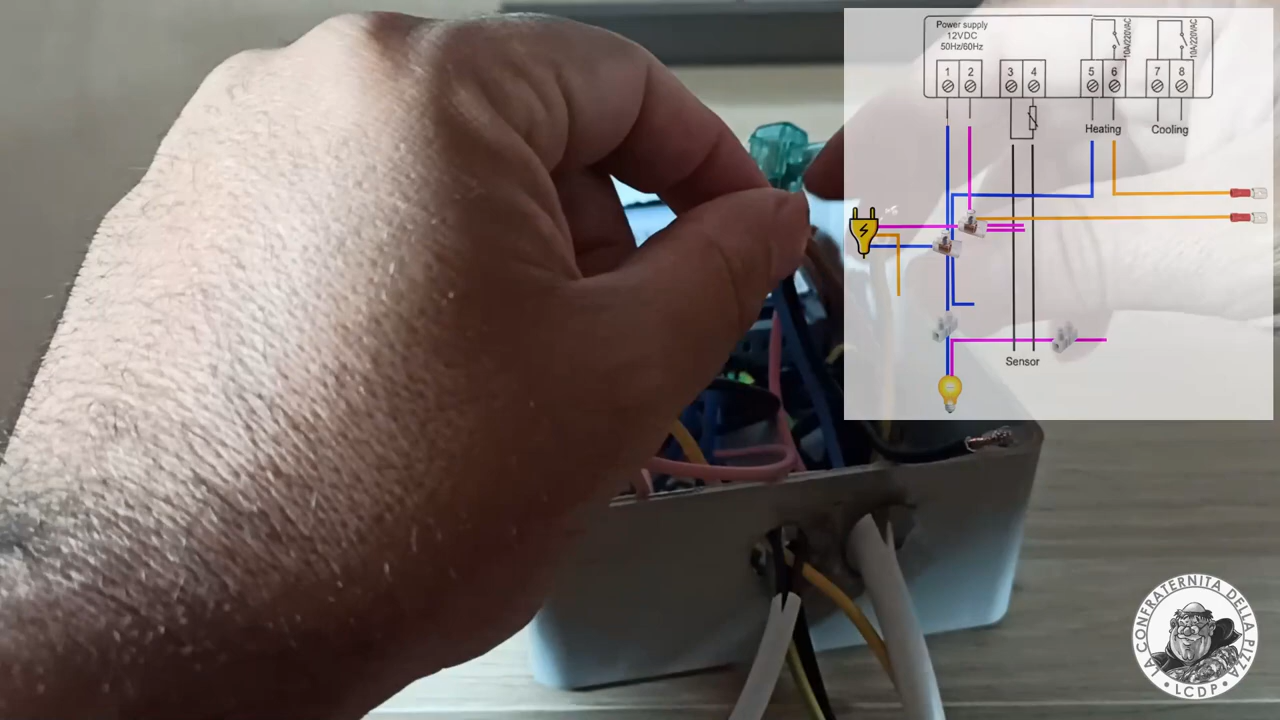 Power supply
12VDC
50Hz/60Hz
10A/220VAC
10A/220VAC
1 2 3 4 5 6 7 8
Heating
Cooling
Sensor
LA CONFRATERNITA DELLA PIZZA
• LCDP •